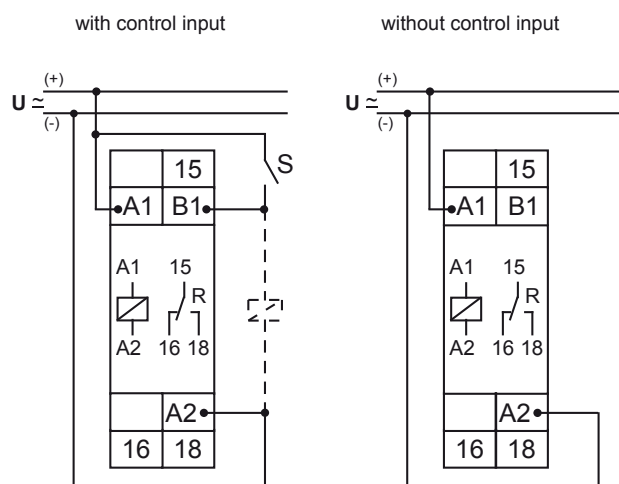 with control input
without control input
(+)
U ≂
(-)
S
15
A1 B1
A1 15
R
A2 16 18
A2
16 18
(+)
U ≂
(-)
15
A1 B1
A1 15
R
A2 16 18
A2
16 18